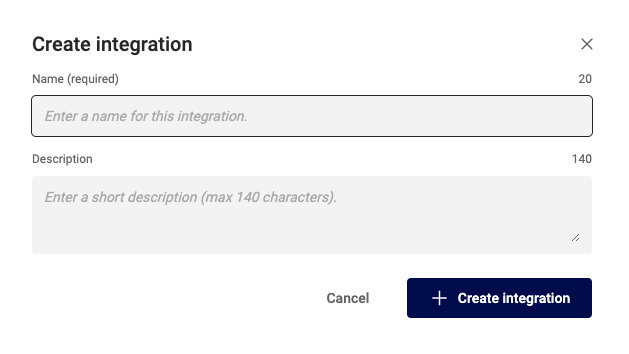 Create integration
Name (required) 20
Enter a name for this integration.
Description 140
Enter a short description (max 140 characters).
Cancel Create integration